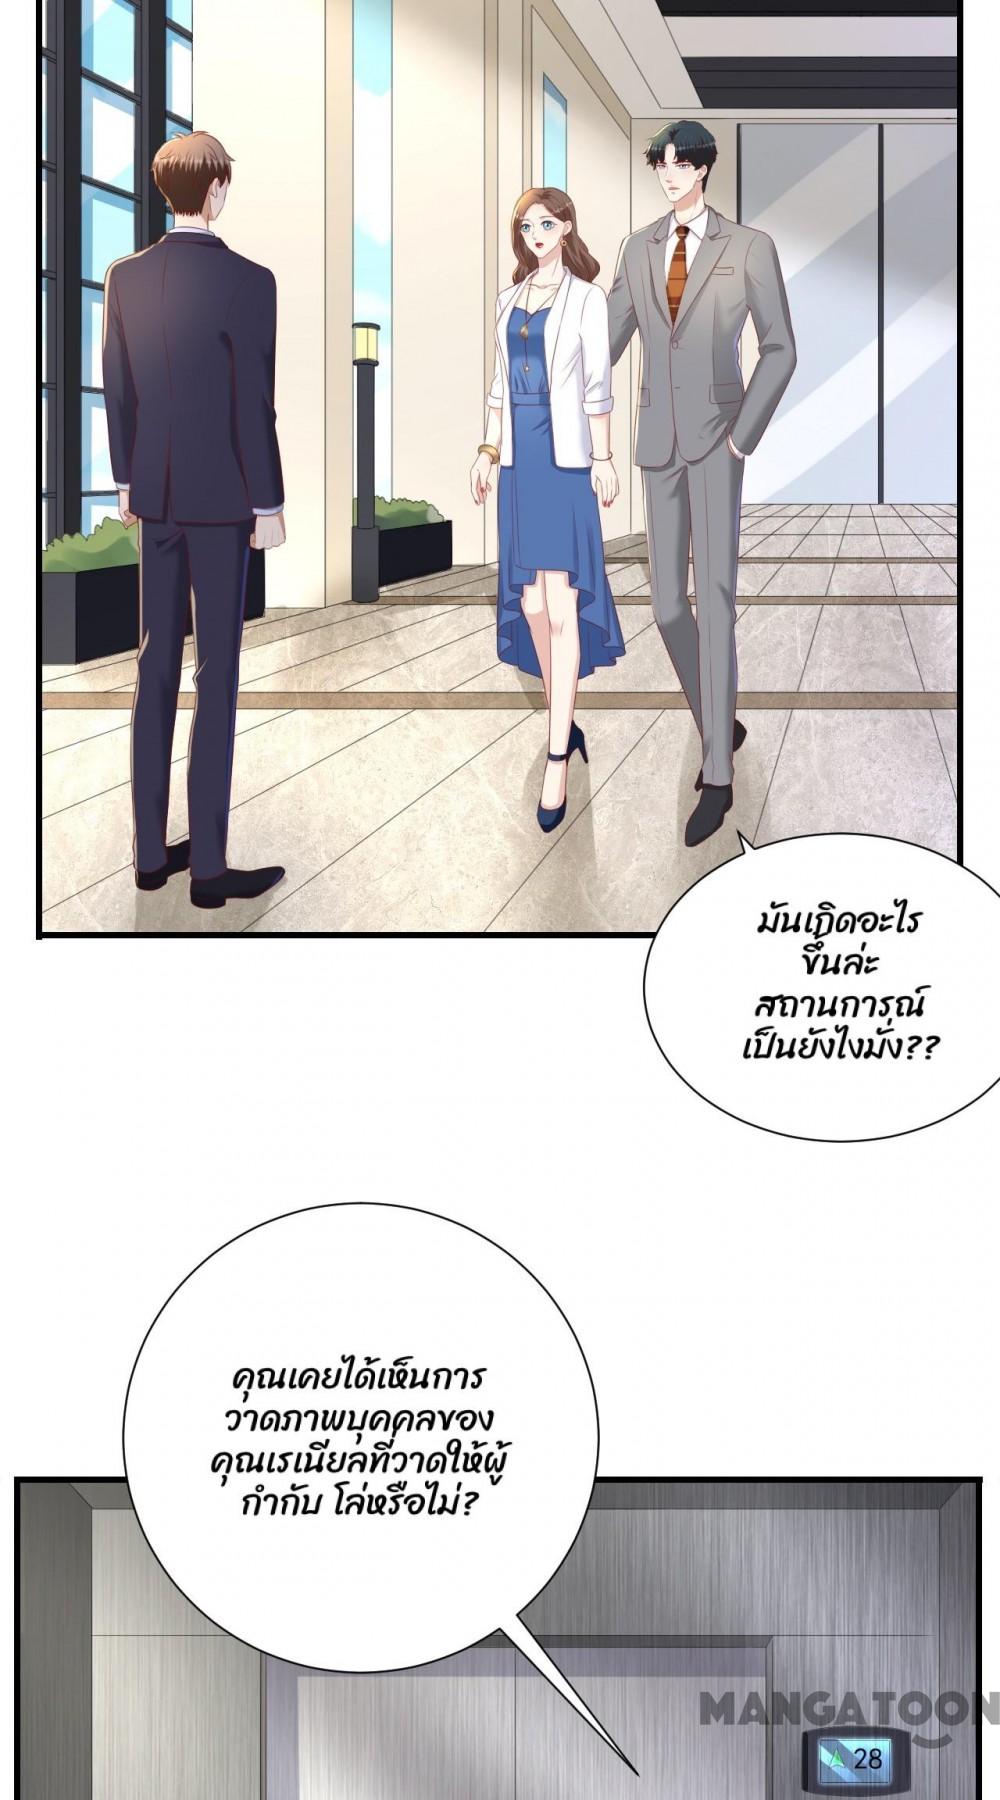 มันเกิดอะไร
ขึ้นล่ะ
สถานการณ์
เป็นยังไงมั่ง??
คุณเคยได้เห็นการ
วาดภาพบุคคลของ
คุณเรเนียลที่วาดให้ผู้
กำกับ โล่หรือไม่?
MANGATOON
28